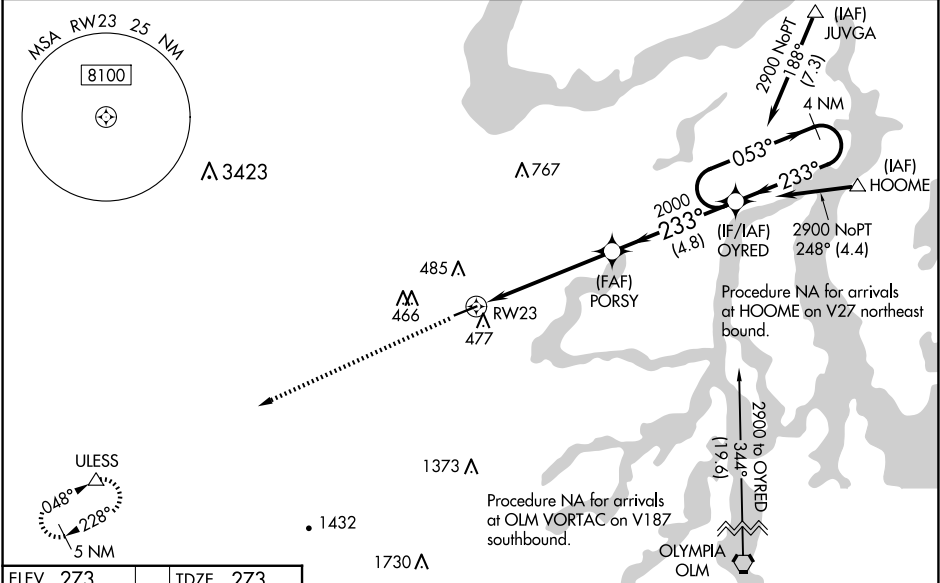 MSA RW23 25 NM
8100
3423
767
(IAF)
JUVGA
2900 NoPT
188°
(7.3)
4 NM
053°
233°
(IAF)
HOOME
2900 NoPT
248° (4.4)
(IF/IAF)
OYRED
2000
233°
(4.8)
(FAF)
PORSY
485
466
RW23
477
Procedure NA for arrivals
at HOOME on V27 northeast
bound.
2900 to OYRED
344°
(19.6)
ULESS
048°
228°
5 NM
1373
1432
1730
Procedure NA for arrivals
at OLM VORTAC on V187
southbound.
OLYMPIA
OLM
ELEV 273
TDZE 273